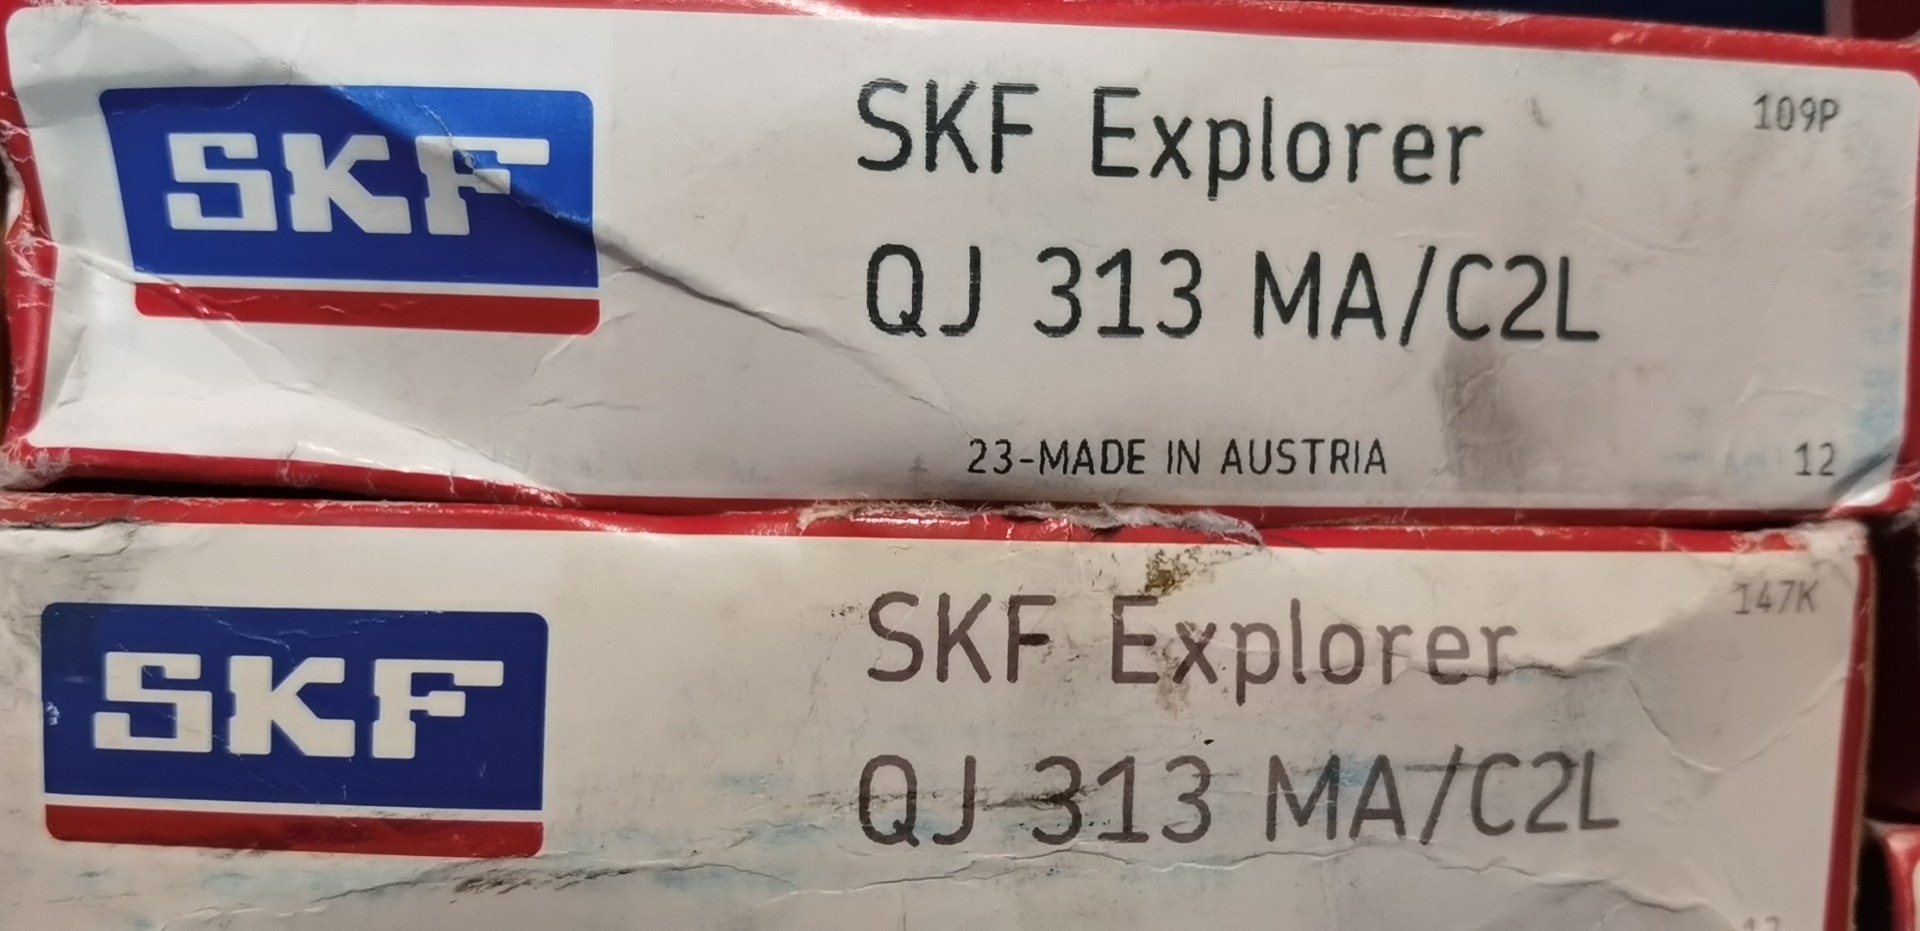 SKF
SKF Explorer
109P
QJ 313 MA/C2L
23-MADE IN AUSTRIA
12
SKF
SKF Explorer
147K
QJ 313 MA/C2L